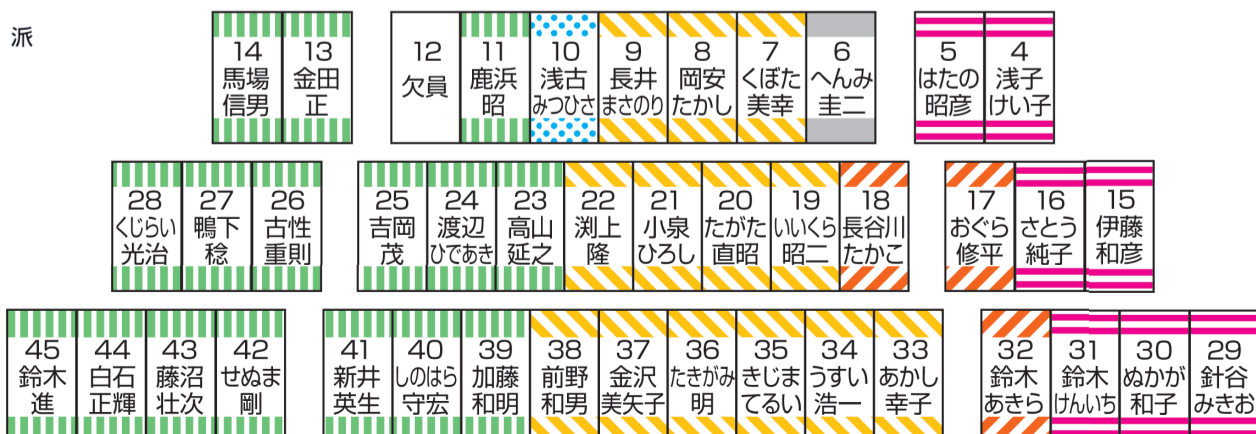 派
14
馬場
信男
13
金田
正
12
欠員
11
鹿浜
昭
10
浅古
みつひさ
9
長井
まさのり
8
岡安
たかし
7
くぼた
美幸
6
へんみ
圭二
5
はたの
昭彦
4
浅子
けい子
28
くじらい
光治
27
鴨下
稔
26
古性
重則
25
吉岡
茂
24
渡辺
ひであき
23
高山
延之
22
渕上
隆
21
小泉
ひろし
20
たがた
直昭
19
いいくら
昭二
18
長谷川
たかこ
17
おぐら
修平
16
さとう
純子
15
伊藤
和彦
45
鈴木
進
44
白石
正輝
43
藤沼
壮次
42
せぬま
剛
41
新井
英生
40
しのはら
守宏
39
加藤
和明
38
前野
和男
37
金沢
美矢子
36
たきがみ
明
35
きじま
てるい
34
うすい
浩一
33
あかし
幸子
32
鈴木
あきら
31
鈴木
けんいち
30
ぬかが
和子
29
針谷
みきお